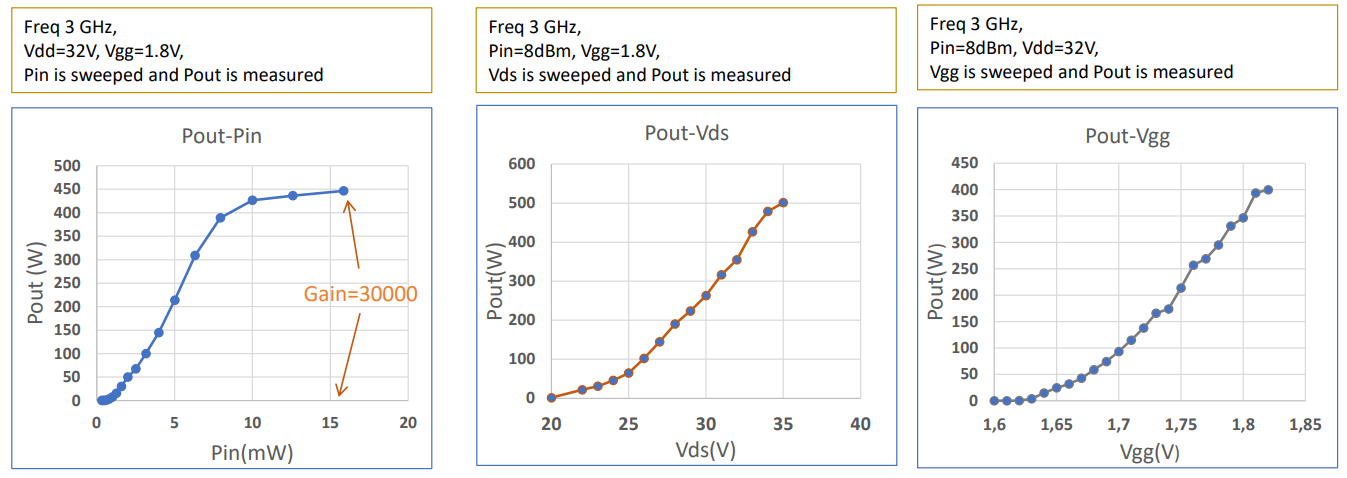 Freq 3 GHz,
Vdd=32V, Vgg=1.8V,
Pin is sweeped and Pout is measured
Freq 3 GHz,
Pin=8dBm, Vgg=1.8V,
Vds is sweeped and Pout is measured
Freq 3 GHz,
Pin=8dBm, Vdd=32V,
Vgg is sweeped and Pout is measured
Pout-Pin
Pout (W)
500
450
400
350
300
250
200
150
100
50
0
Gain=30000
0 5 10 15 20
Pin(mW)
Pout-Vds
Pout(W)
600
500
400
300
200
100
0
20 25 30 35 40
Vds(V)
Pout-Vgg
Pout(W)
450
400
350
300
250
200
150
100
50
0
1,6 1,65 1,7 1,75 1,8 1,85
Vgg(V)